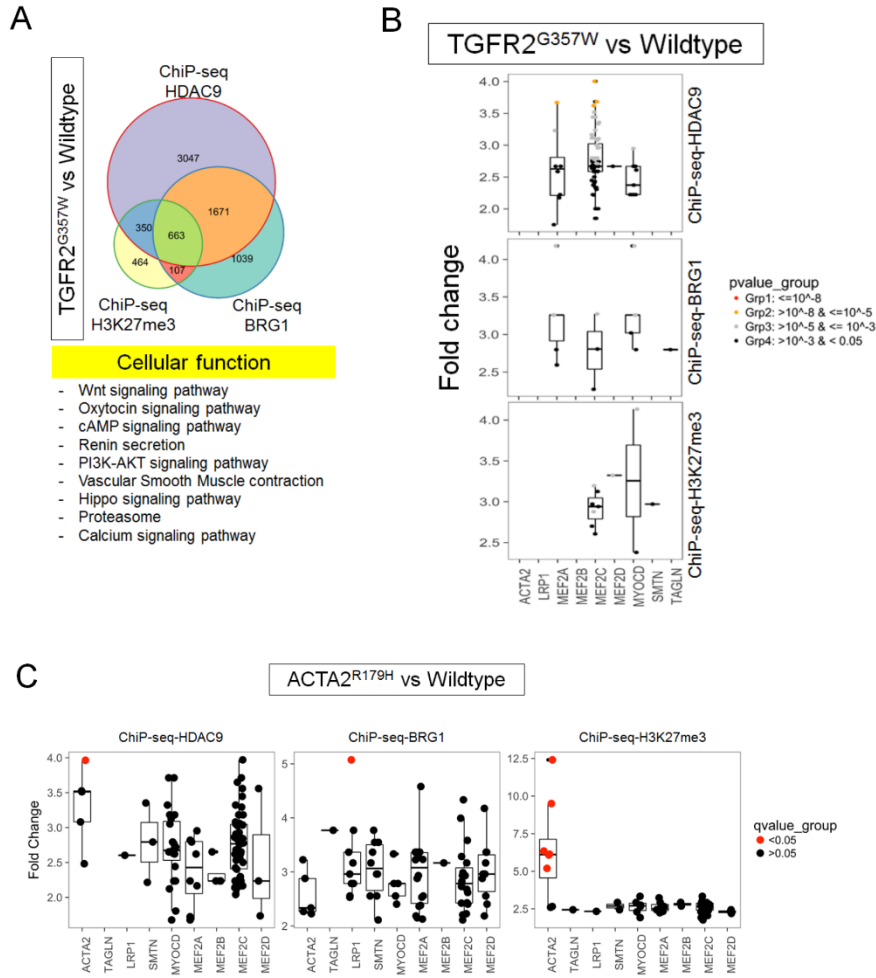 A
TGFR2G357W vs Wildtype
ChiP-seq
HDAC9
3047
1671
350
663
464
107
1039
ChiP-seq
H3K27me3
ChiP-seq
BRG1
Cellular function
- Wnt signaling pathway
- Oxytocin signaling pathway
- cAMP signaling pathway
- Renin secretion
- PI3K-AKT signaling pathway
- Vascular Smooth Muscle contraction
- Hippo signaling pathway
- Proteasome
- Calcium signaling pathway
B
TGFR2G357W vs Wildtype
Fold change
4.0
3.5
3.0
2.5
2.0
ChiP-seq-HDAC9
4.0
3.5
3.0
2.5
ChiP-seq-BRG1
4.0
3.5
3.0
2.5
ChiP-seq-H3K27me3
ACTA2
LRP1
MEF2A
MEF2B
MEF2C
MEF2D
MYOCD
SMTN
TAGLN
pvalue_group
Grp1: <=10^-8
Grp2: >10^-8 & <=10^-5
Grp3: >10^-5 & <= 10^-3
Grp4: >10^-3 & < 0.05
C
ACTA2R179H vs Wildtype
Fold Change
ChiP-seq-HDAC9
4.0
3.5
3.0
2.5
2.0
ACTA2
TAGLN
LRP1
SMTN
MYOCD
MEF2A
MEF2B
MEF2C
MEF2D
ChiP-seq-BRG1
5
4
3
2
ACTA2
TAGLN
LRP1
SMTN
MYOCD
MEF2A
MEF2B
MEF2C
MEF2D
ChiP-seq-H3K27me3
12.5
10.0
7.5
5.0
2.5
ACTA2
TAGLN
LRP1
SMTN
MYOCD
MEF2A
MEF2B
MEF2C
MEF2D
qvalue_group
<0.05
>0.05